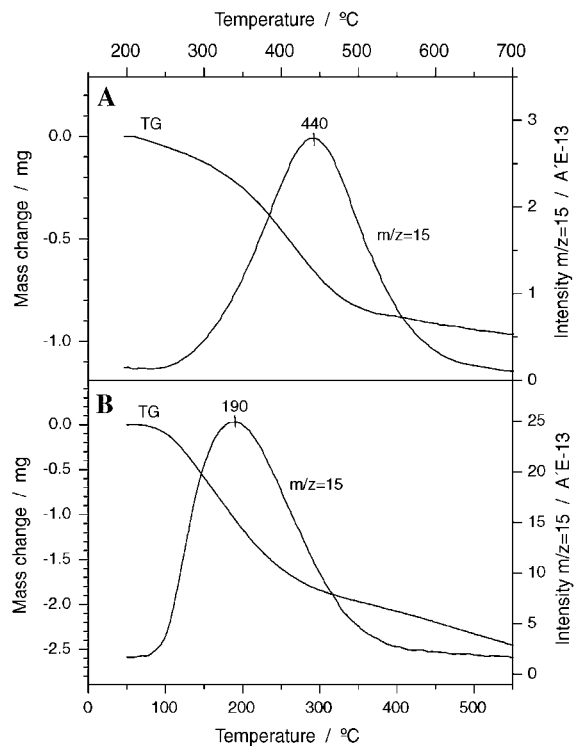 Temperature / ºC
200 300 400 500 600 700
A
TG
440
m/z=15
0.0
-0.5
-1.0
Mass change / mg
3
2
1
0
Intensity m/z=15 / A´E-13
B
TG
190
m/z=15
0.0
-0.5
-1.0
-1.5
-2.0
-2.5
Mass change / mg
25
20
15
10
5
0
Intensity m/z=15 / A´E-13
0 100 200 300 400 500
Temperature / ºC